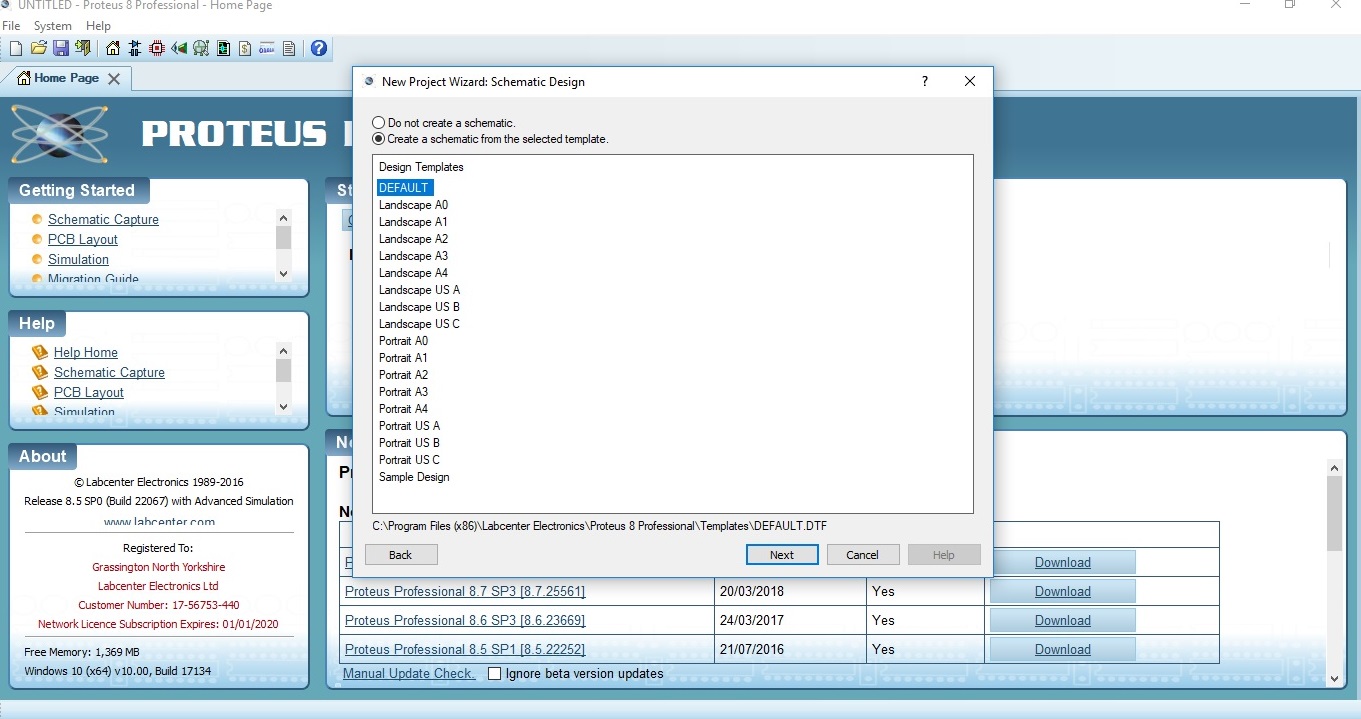 UNTITLED - Proteus 8 Professional - Home Page
File System Help
Home Page
PROTEUS
Getting Started
Schematic Capture
PCB Layout
Simulation
Migration Guide
Help
Help Home
Schematic Capture
PCB Layout
Simulation
About
© Labcenter Electronics 1989-2016
Release 8.5 SP0 (Build 22067) with Advanced Simulation
www.labcenter.com
Registered To:
Grassington North Yorkshire
Labcenter Electronics Ltd
Customer Number: 17-56753-440
Network Licence Subscription Expires: 01/01/2020
Free Memory: 1,369 MB
Windows 10 (x64) v10.00, Build 17134
New Project Wizard: Schematic Design
?
Do not create a schematic.
Create a schematic from the selected template.
Design Templates
DEFAULT
Landscape A0
Landscape A1
Landscape A2
Landscape A3
Landscape A4
Landscape US A
Landscape US B
Landscape US C
Portrait A0
Portrait A1
Portrait A2
Portrait A3
Portrait A4
Portrait US A
Portrait US B
Portrait US C
Sample Design
C:\Program Files (x86)\Labcenter Electronics\Proteus 8 Professional\Templates\DEFAULT.DTF
Back Next Cancel Help
Download
Proteus Professional 8.7 SP3 [8.7.25561] 20/03/2018 Yes Download
Proteus Professional 8.6 SP3 [8.6.23669] 24/03/2017 Yes Download
Proteus Professional 8.5 SP1 [8.5.22252] 21/07/2016 Yes Download
Manual Update Check. Ignore beta version updates